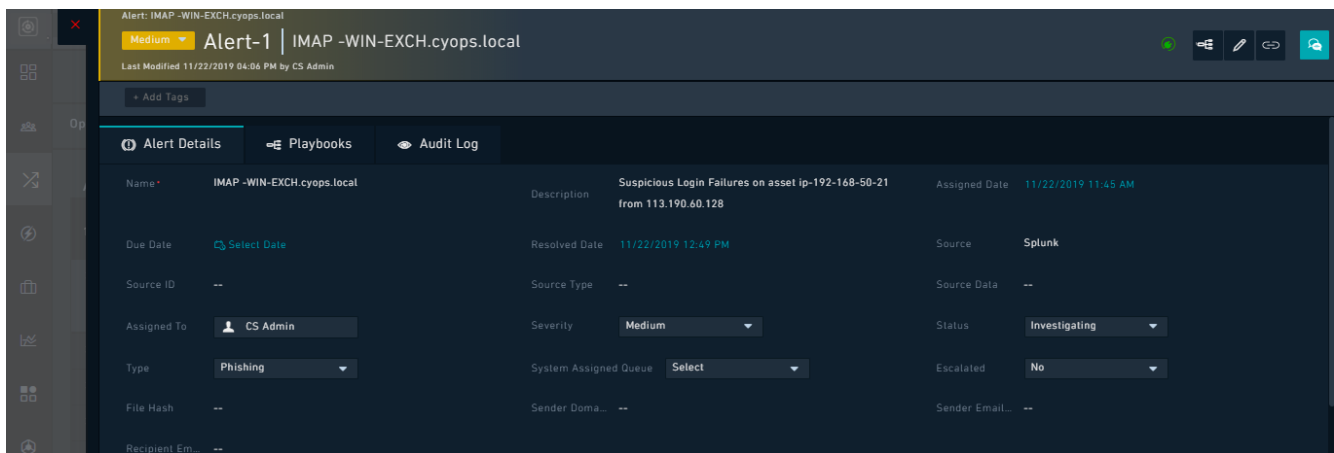 Alert: IMAP -WIN-EXCH.cyops.local
Medium Alert-1 | IMAP -WIN-EXCH.cyops.local
Last Modified 11/22/2019 04:06 PM by CS Admin
+ Add Tags
Op
Alert Details Playbooks Audit Log
Name• IMAP -WIN-EXCH.cyops.local Description Suspicious Login Failures on asset ip-192-168-50-21 Assigned Date 11/22/2019 11:45 AM
from 113.190.60.128
Due Date Select Date Resolved Date 11/22/2019 12:49 PM Source Splunk
Source ID -- Source Type -- Source Data --
Assigned To CS Admin Severity Medium Status Investigating
Type Phishing System Assigned Queue Select Escalated No
File Hash -- Sender Doma... -- Sender Email... --
Recipient Em... --